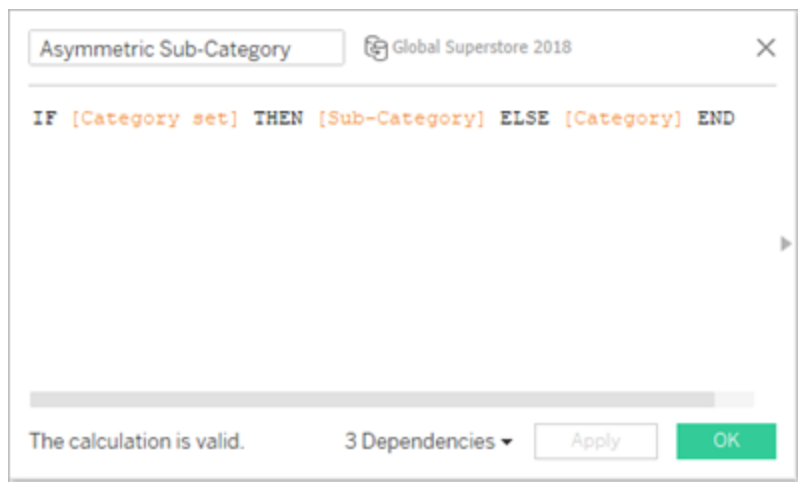 Asymmetric Sub-Category Global Superstore 2018
IF [Category set] THEN [Sub-Category] ELSE [Category] END
The calculation is valid. 3 Dependencies Apply OK